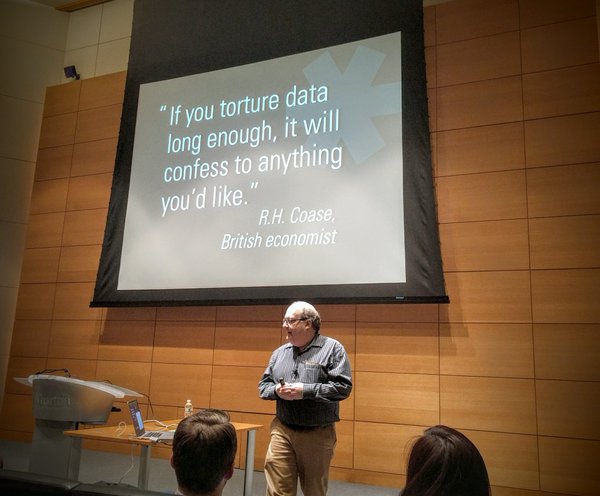 “If you torture data
long enough, it will
confess to anything
you’d like.”
R.H. Coase,
British economist